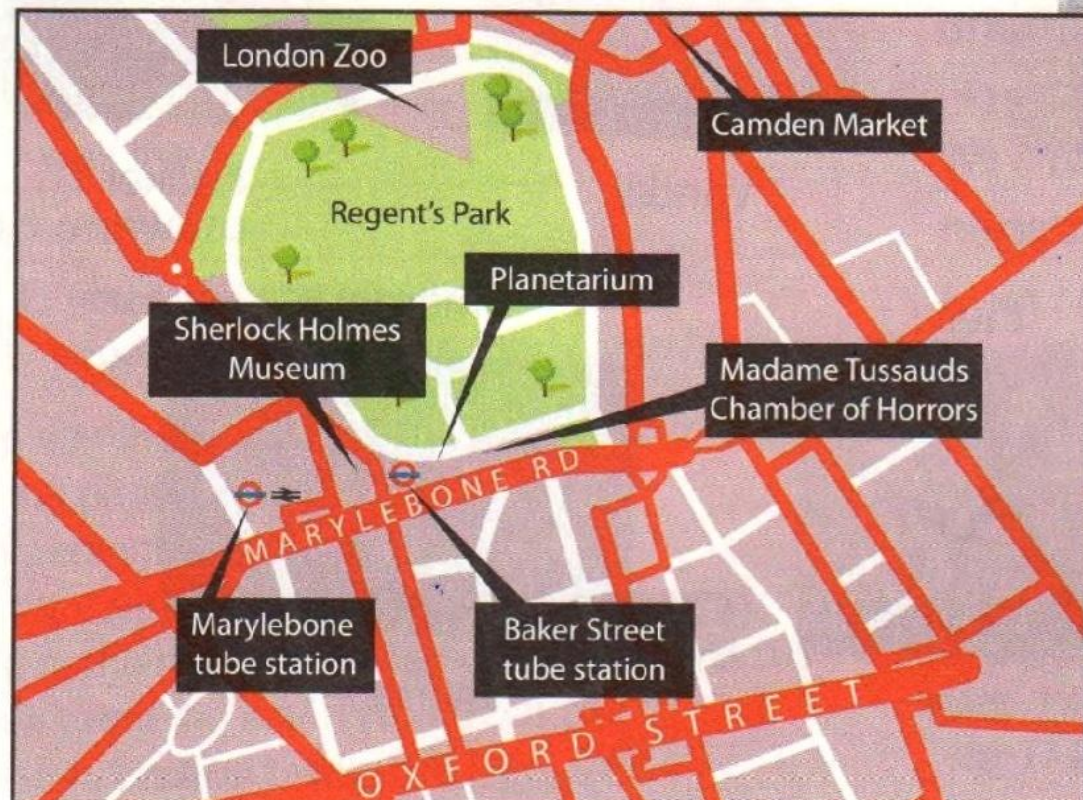 London Zoo
Camden Market
Regent's Park
Planetarium
Sherlock Holmes
Museum
Madame Tussauds
Chamber of Horrors
MARYLEBONE RD
Marylebone
tube station
Baker Street
tube station
OXFORD STREET